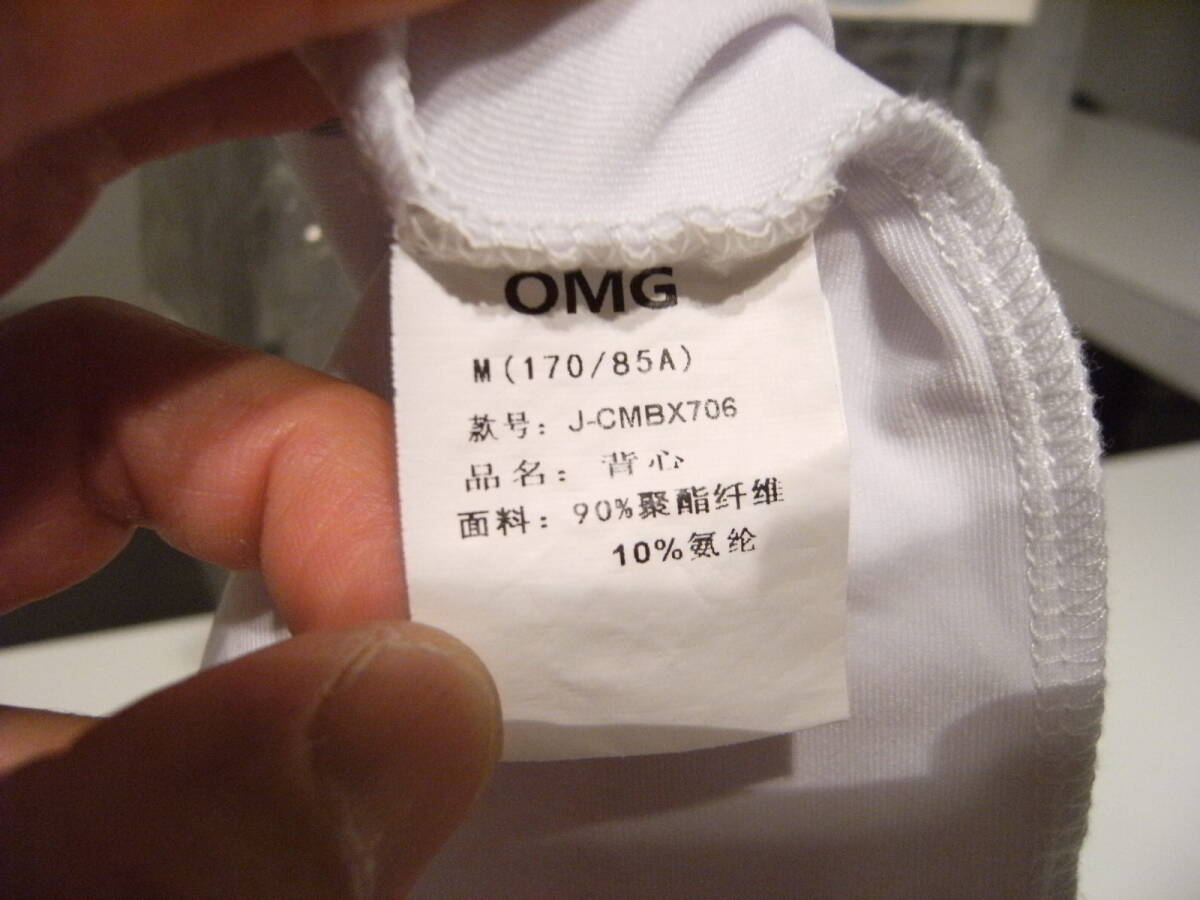 OMG
M(170/85A)
款号: J-CMBX706
品名: 背心
面料: 90%聚酯纤维
10%氨纶